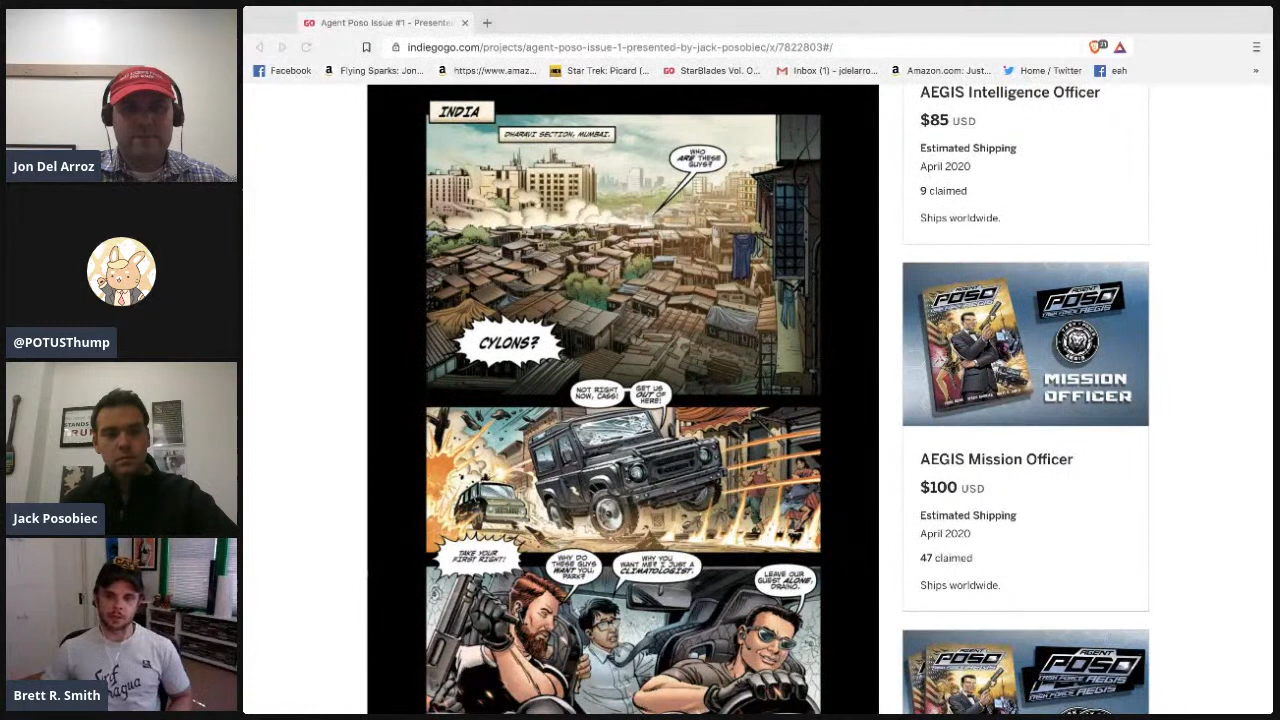 Jon Del Arroz
@POTUSThump
Jack Posobiec
Brett R. Smith
GO Agent Poso Issue #1 - Presente
indiegogo.com/projects/agent-poso-issue-1-presented-by-jack-posobiec/x/7822803#/
Facebook
Flying Sparks: Jon...
https://www.amaz...
Star Trek: Picard (...
GO StarBlades Vol. O...
Inbox (1) - jdelarro...
Amazon.com: Just...
Home / Twitter
eah
»
INDIA
DHARAVI SECTION, MUMBAI.
WHO
ARE THESE
GUYS?
CYLONS?
NOT RIGHT
NOW, CASS!
GET US
OUT OF
HERE!
TAKE YOUR
FIRST RIGHT!
WHY DO
THESE GUYS
WANT YOU,
PARK?
WHY YOU
WANT ME? I JUST A
CLIMATOLOGIST.
LEAVE OUR
GUEST ALONE,
DRAINO.
AEGIS Intelligence Officer
$85 USD
Estimated Shipping
April 2020
9 claimed
Ships worldwide.
AGENT
POSO
AGENT
POSO
TASK FORCE AEGIS
MISSION
OFFICER
AEGIS Mission Officer
$100 USD
Estimated Shipping
April 2020
47 claimed
Ships worldwide.
AGENT
POSO
AGENT
POSO
TASK FORCE AEGIS